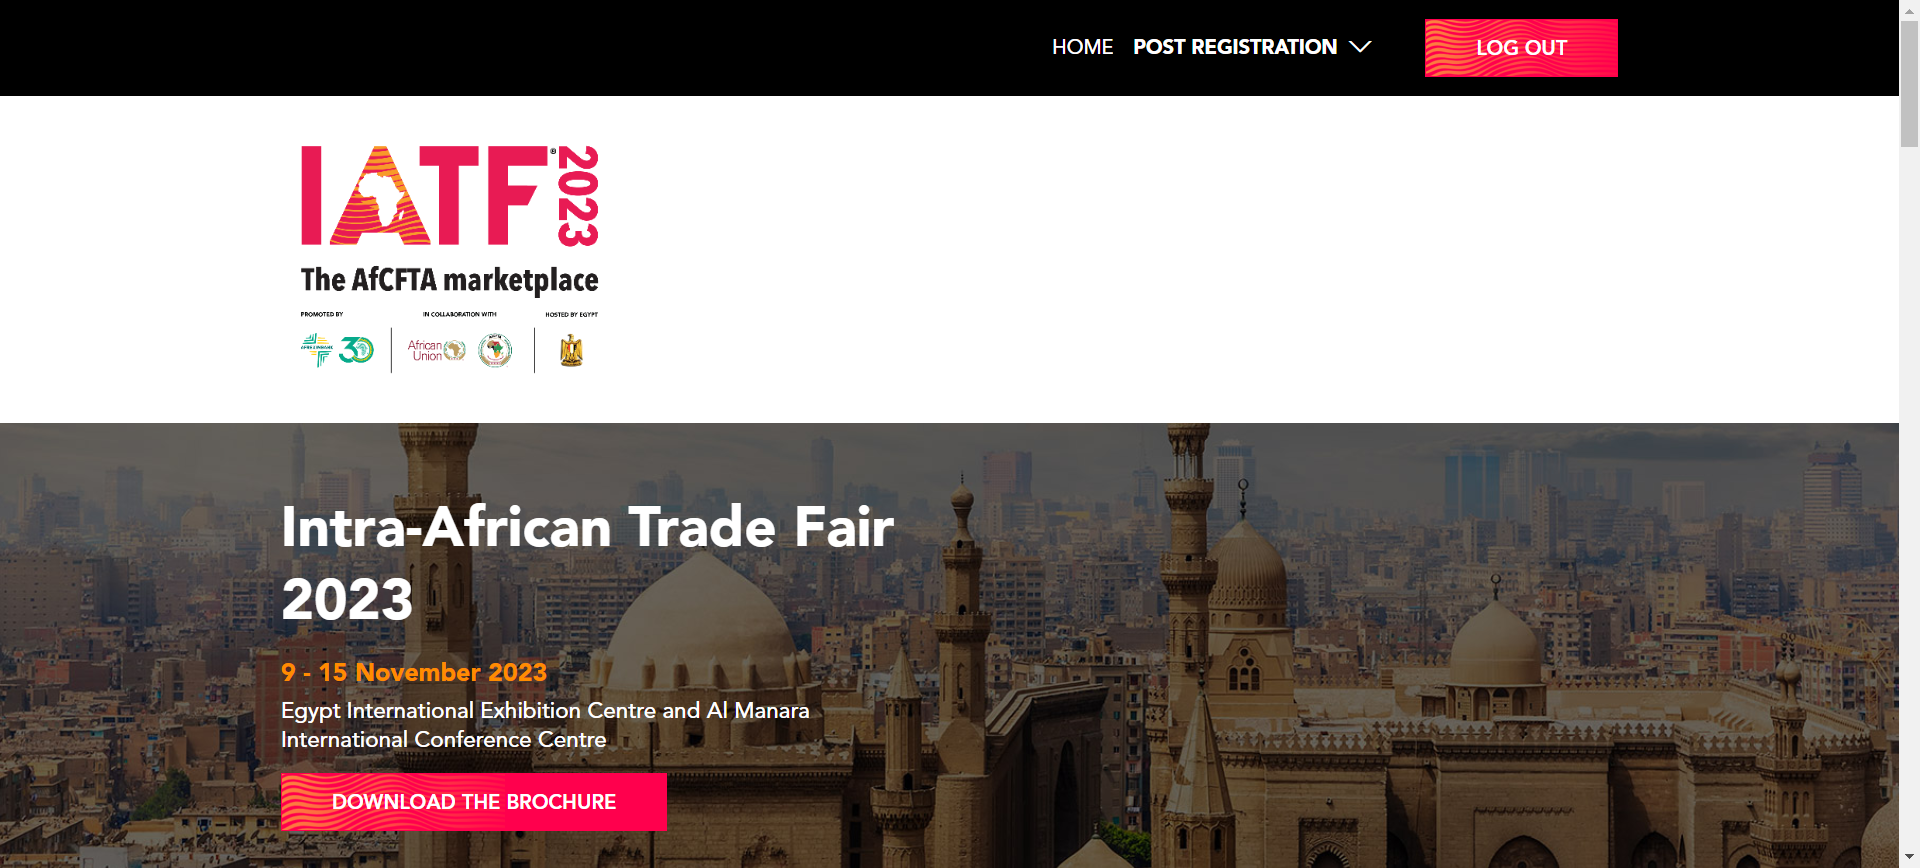 HOME POST REGISTRATION LOG OUT
IATF® 2023
The AfCFTA marketplace
PROMOTED BY IN COLLABORATION WITH HOSTED BY EGYPT
AFREXIMBANK 30 African
Union
Intra-African Trade Fair
2023
9 - 15 November 2023
Egypt International Exhibition Centre and Al Manara
International Conference Centre
DOWNLOAD THE BROCHURE